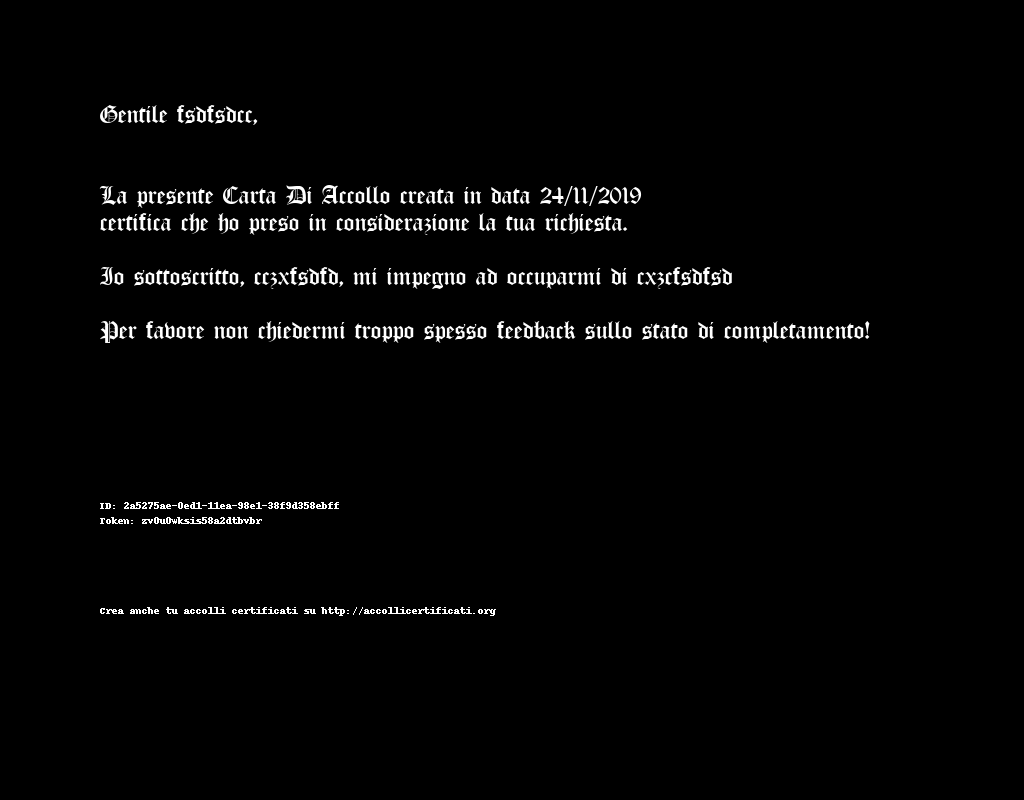 Gentile fsdfsdcc,
La presente Carta Di Accollo creata in data 24/11/2019
certifica che ho preso in considerazione la tua richiesta.
Io sottoscritto, cczxfsdfd, mi impegno ad occuparmi di cxzcfsdfsd
Per favore non chiedermi troppo spesso feedback sullo stato di completamento!
ID: 2a5275ae-0ed1-11ea-98e1-38f9d358ebff
Token: zv0u0wksis58a2dtbvbr
Crea anche tu accolli certificati su http://accollicertificati.org